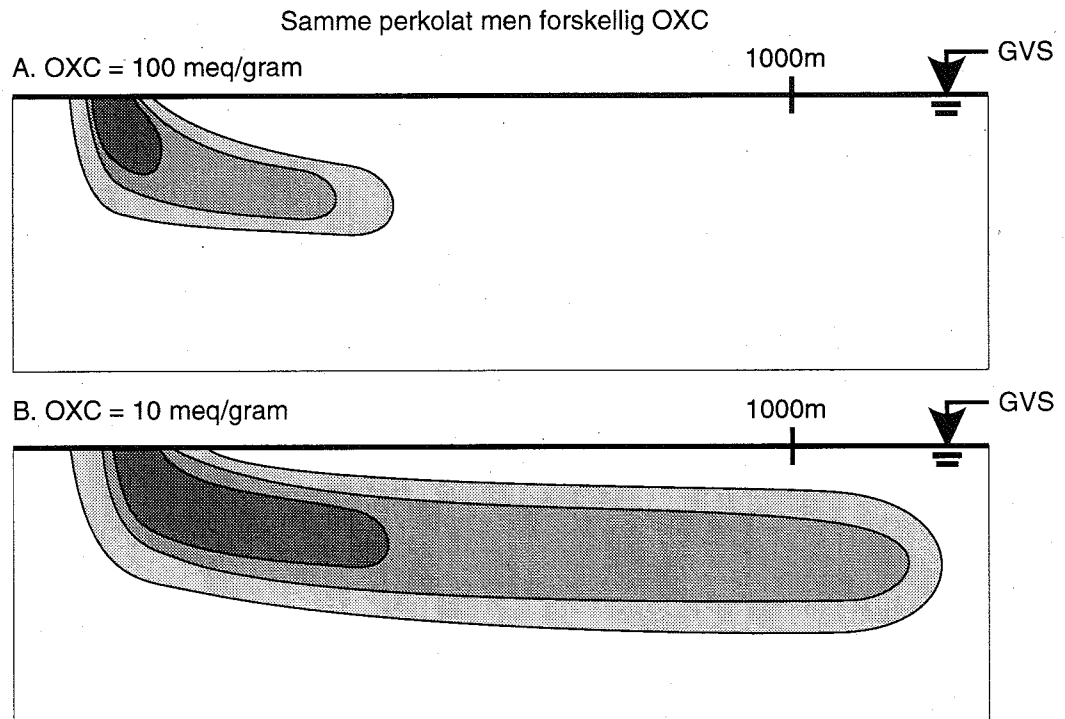 Samme perkolat men forskellig OXC
A. OXC = 100 meq/gram
1000m
GVS
B. OXC = 10 meq/gram
1000m
GVS